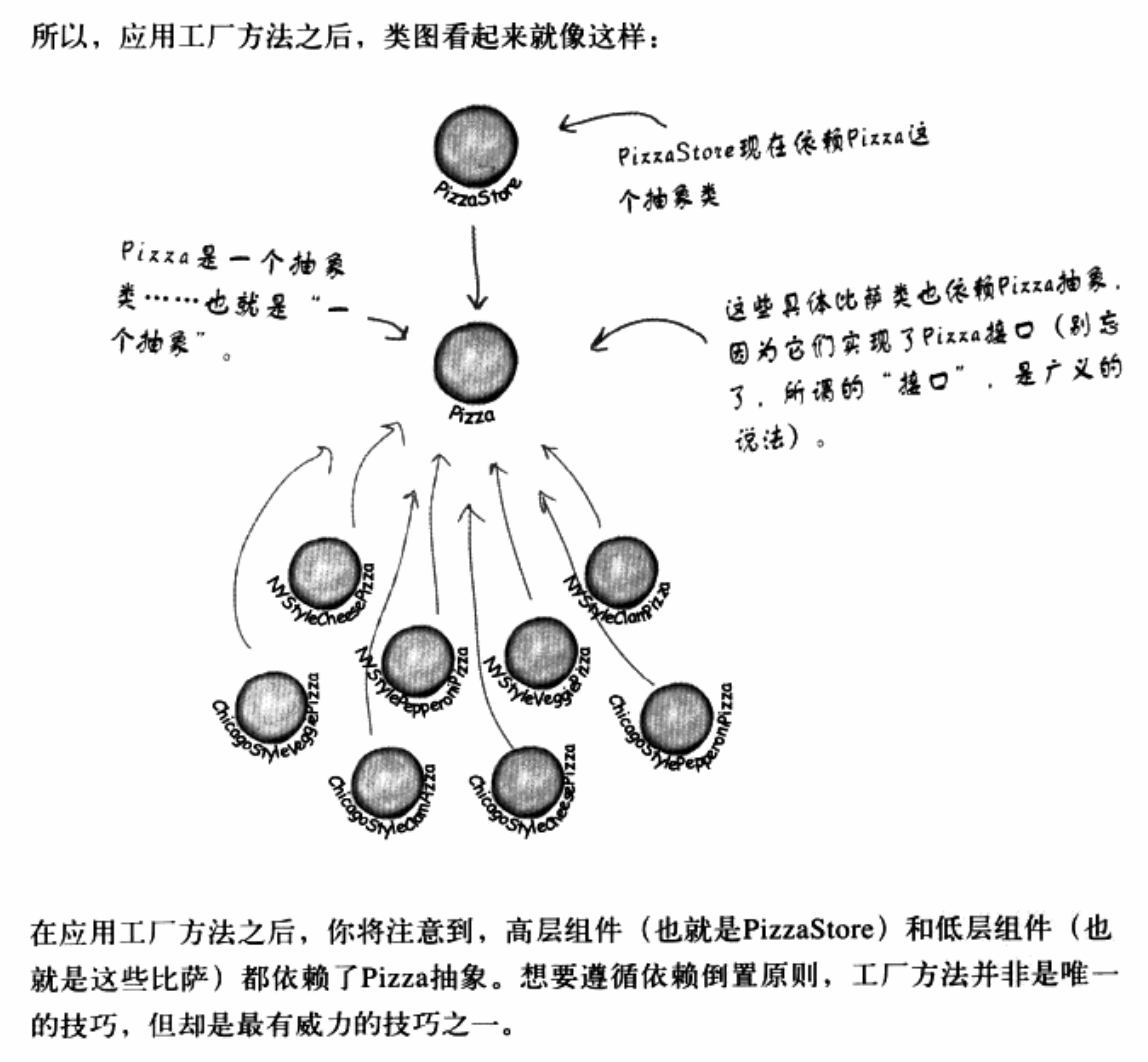 所以，应用工厂方法之后，类图看起来就像这样：
PizzaStore
PizzaStore现在依赖Pizza这
个抽象类
Pizza是一个抽象
类……也就是“一
个抽象”。
这些具体比萨类也依赖Pizza抽象，
因为它们实现了Pizza接口（别忘
了，所谓的“接口”，是广义的
说法）。
Pizza
NYStyleCheesePizza
NYStyleClamPizza
NYStylePepperoniPizza
NYStyleVeggiePizza
ChicagoStyleVeggiePizza
ChicagoStylePepperoniPizza
ChicagoStyleClamPizza
ChicagoStyleCheesePizza
在应用工厂方法之后，你将注意到，高层组件（也就是PizzaStore）和低层组件（也
就是这些比萨）都依赖了Pizza抽象。想要遵循依赖倒置原则，工厂方法并非是唯一
的技巧，但却是最有威力的技巧之一。